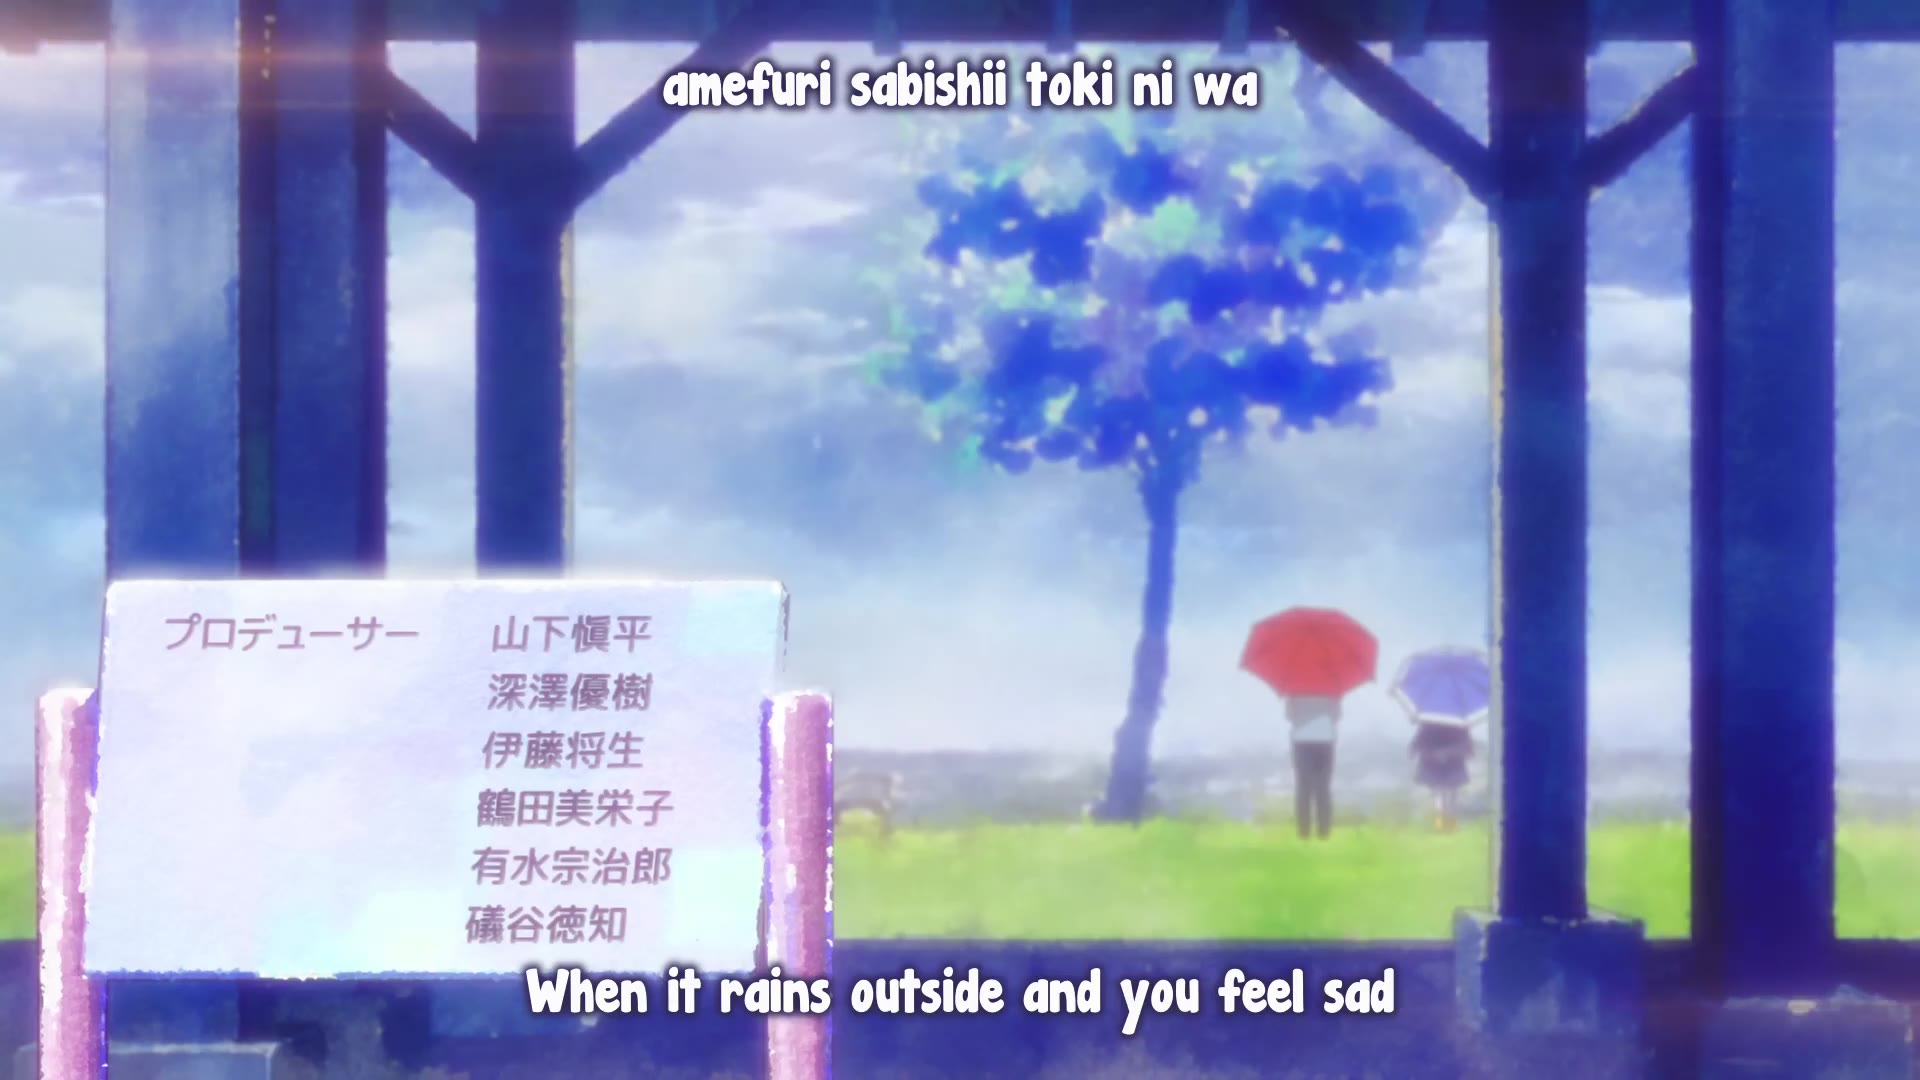 amefuri sabishii toki ni wa
プロデューサー 山下愼平
深澤優樹
伊藤将生
鶴田美栄子
有水宗治郎
礒谷徳知
When it rains outside and you feel sad